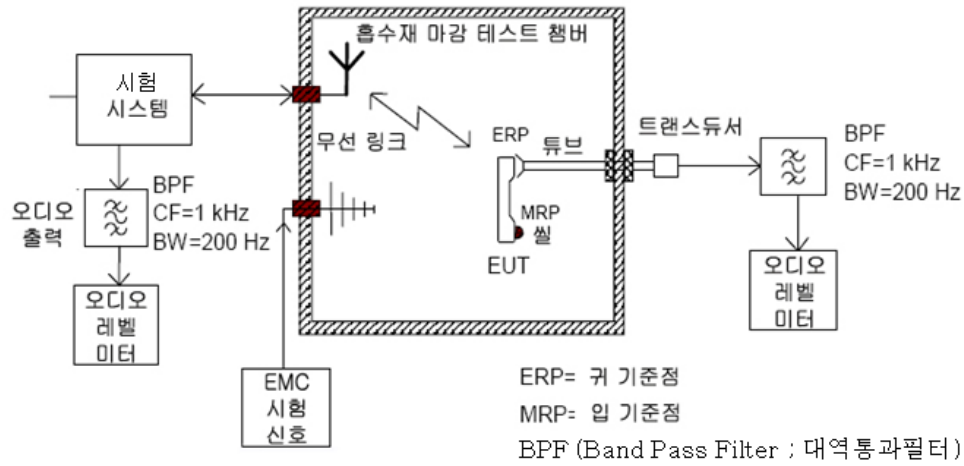 흡수재 마감 테스트 챔버
시험
시스템
무선 링크
ERP
튜브
트랜스듀서
BPF
CF=1 kHz
BW=200 Hz
오디오
출력
BPF
CF=1 kHz
BW=200 Hz
MRP
씰
EUT
오디오
레벨
미터
오디오
레벨
미터
EMC
시험
신호
ERP= 귀 기준점
MRP= 입 기준점
BPF (Band Pass Filter ; 대역통과필터)